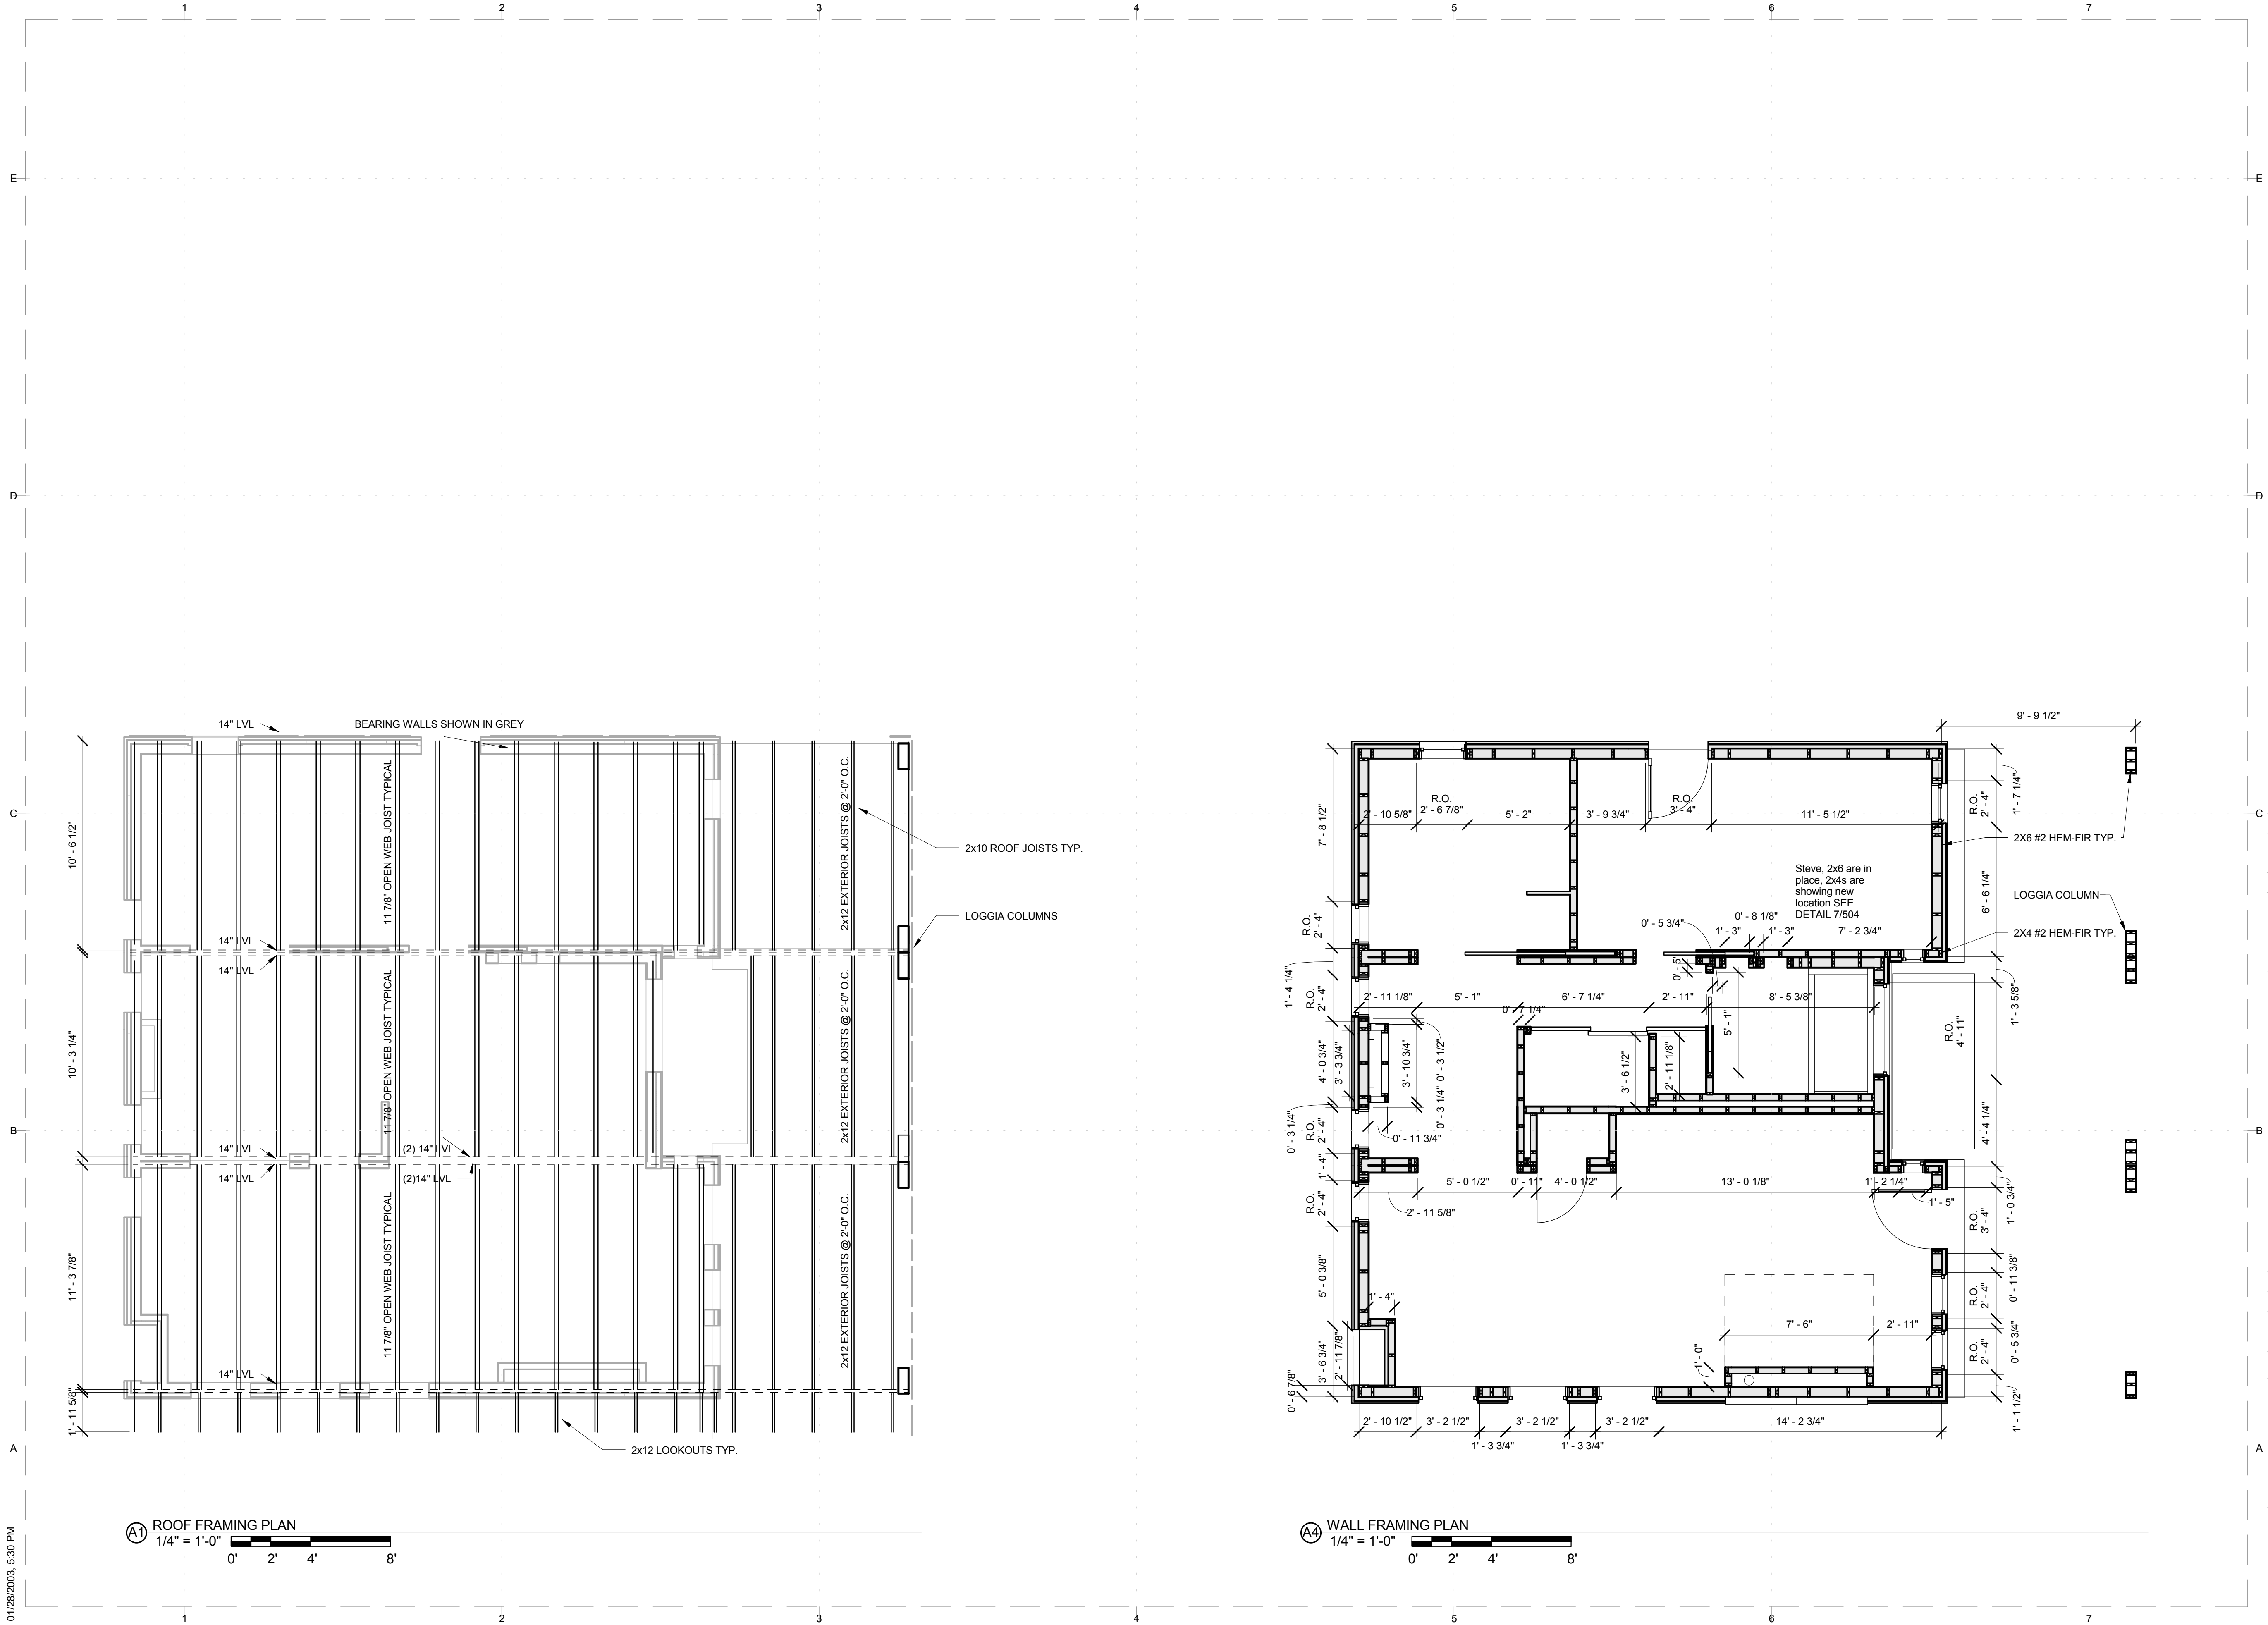 1 2 3 4 5 6 7
E E
D D
C C
B B
A A
14" LVL
BEARING WALLS SHOWN IN GREY
11 7/8" OPEN WEB JOIST TYPICAL
2x12 EXTERIOR JOISTS @ 2'-0" O.C.
10' - 6 1/2"
2x10 ROOF JOISTS TYP.
LOGGIA COLUMNS
14" LVL
14" LVL
11 7/8" OPEN WEB JOIST TYPICAL
2x12 EXTERIOR JOISTS @ 2'-0" O.C.
10' - 3 1/4"
14" LVL
(2) 14" LVL
14" LVL
(2)14" LVL
11 7/8" OPEN WEB JOIST TYPICAL
2x12 EXTERIOR JOISTS @ 2'-0" O.C.
11' - 3 7/8"
14" LVL
1' - 11 5/8"
2x12 LOOKOUTS TYP.
A1 ROOF FRAMING PLAN
1/4" = 1'-0"
0' 2' 4' 8'
9' - 9 1/2"
7' - 8 1/2"
2' - 10 5/8"
R.O.
2' - 6 7/8"
5' - 2"
3' - 9 3/4"
R.O.
3' - 4"
11' - 5 1/2"
R.O.
2' - 4"
1' - 7 1/4"
2X6 #2 HEM-FIR TYP.
Steve, 2x6 are in
place, 2x4s are
showing new
location SEE
DETAIL 7/504
6' - 6 1/4"
LOGGIA COLUMN
2X4 #2 HEM-FIR TYP.
0' - 5 3/4"
0' - 8 1/8"
1' - 3"
1' - 3"
7' - 2 3/4"
0' - 5"
R.O.
2' - 4"
1' - 4 1/4"
R.O.
2' - 4"
2' - 11 1/8"
5' - 1"
6' - 7 1/4"
2' - 11"
8' - 5 3/8"
1' - 3 5/8"
0' - 7 1/4"
5' - 1"
R.O.
4' - 11"
4' - 0 3/4"
3' - 3 3/4"
3' - 10 3/4"
0' - 3 1/2"
3' - 6 1/2"
2' - 11 1/8"
0' - 3 1/4"
0' - 3 1/4"
R.O.
2' - 4"
0' - 11 3/4"
4' - 4 1/4"
1' - 4"
5' - 0 1/2"
0' - 11"
4' - 0 1/2"
13' - 0 1/8"
1' - 2 1/4"
1' - 5"
1' - 0 3/4"
R.O.
2' - 4"
2' - 11 5/8"
R.O.
3' - 4"
5' - 0 3/8"
0' - 11 3/8"
R.O.
2' - 4"
1' - 4"
7' - 6"
2' - 11"
0' - 5 3/4"
3' - 6 3/4"
2' - 11 7/8"
1' - 0"
R.O.
2' - 4"
0' - 6 7/8"
1' - 1 1/2"
2' - 10 1/2"
3' - 2 1/2"
3' - 2 1/2"
3' - 2 1/2"
14' - 2 3/4"
1' - 3 3/4"
1' - 3 3/4"
A4 WALL FRAMING PLAN
1/4" = 1'-0"
0' 2' 4' 8'
01/28/2003, 5:30 PM
1 2 3 4 5 6 7